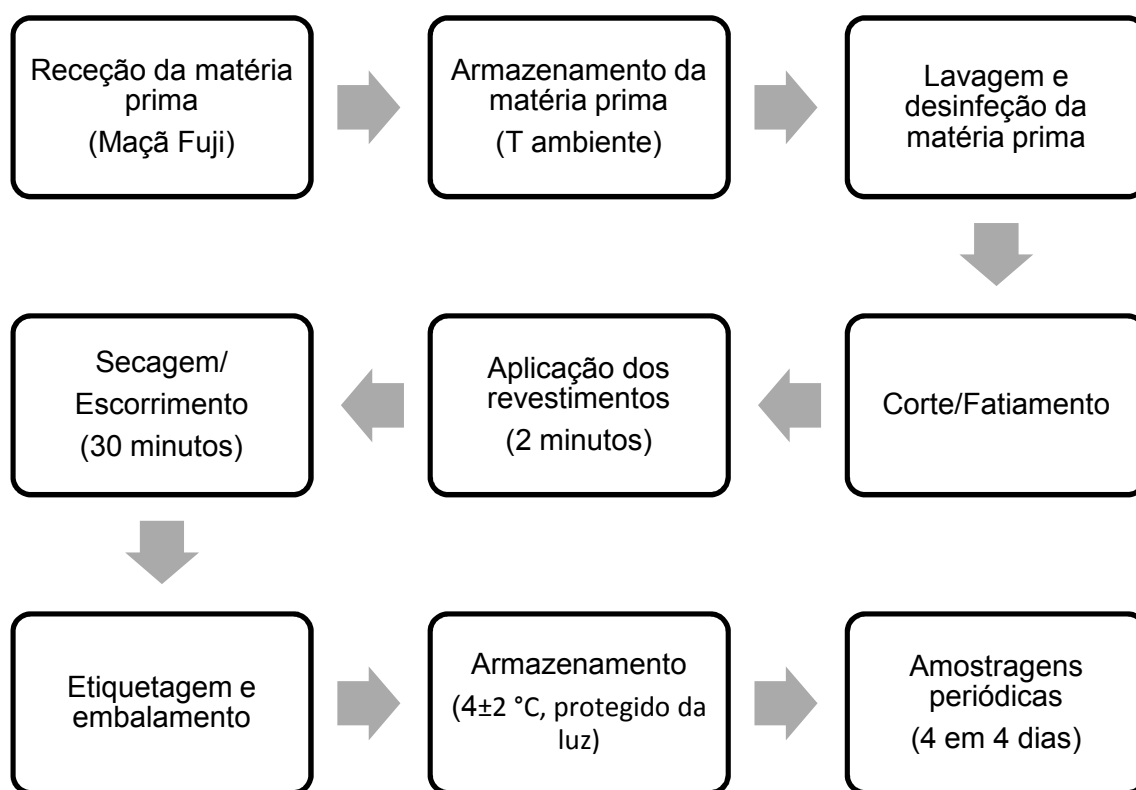 Receção da matéria
prima
(Maçã Fuji)
Armazenamento da
matéria prima
(T ambiente)
Lavagem e
desinfeção da
matéria prima
Corte/Fatiamento
Aplicação dos
revestimentos
(2 minutos)
Secagem/
Escorrimento
(30 minutos)
Etiquetagem e
embalamento
Armazenamento
(4±2 °C, protegido da
luz)
Amostragens
periódicas
(4 em 4 dias)